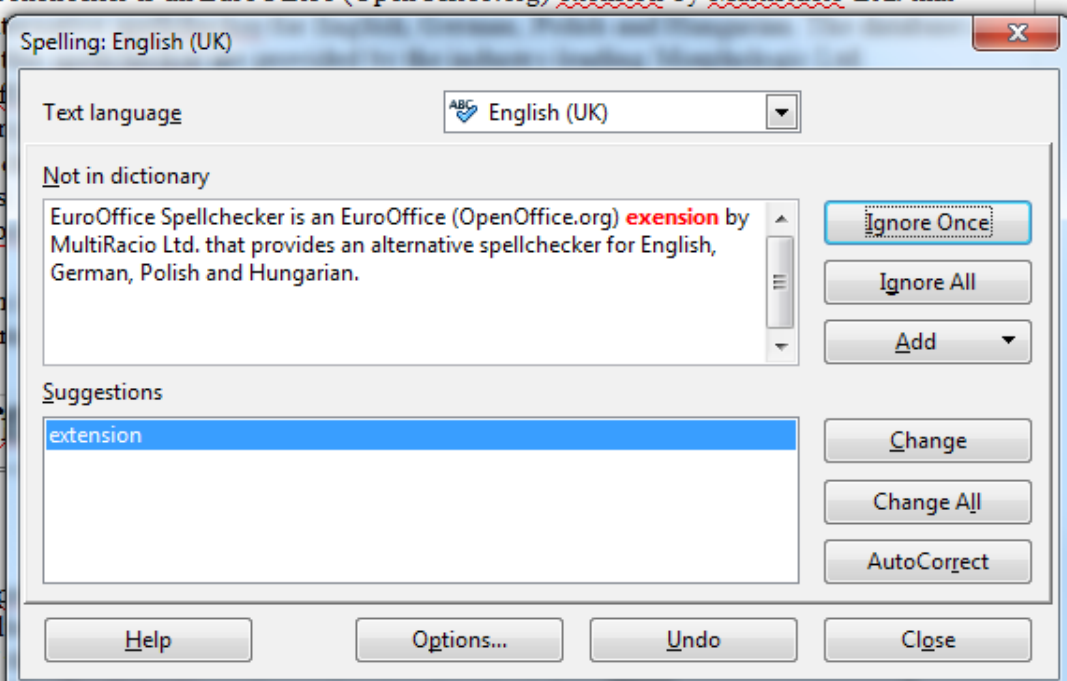 Spelling: English (UK)
Text language
ABC English (UK)
Not in dictionary
EuroOffice Spellchecker is an EuroOffice (OpenOffice.org) exension by
MultiRacio Ltd. that provides an alternative spellchecker for English,
German, Polish and Hungarian.
Ignore Once
Ignore All
Add
Suggestions
extension
Change
Change All
AutoCorrect
Help
Options...
Undo
Close